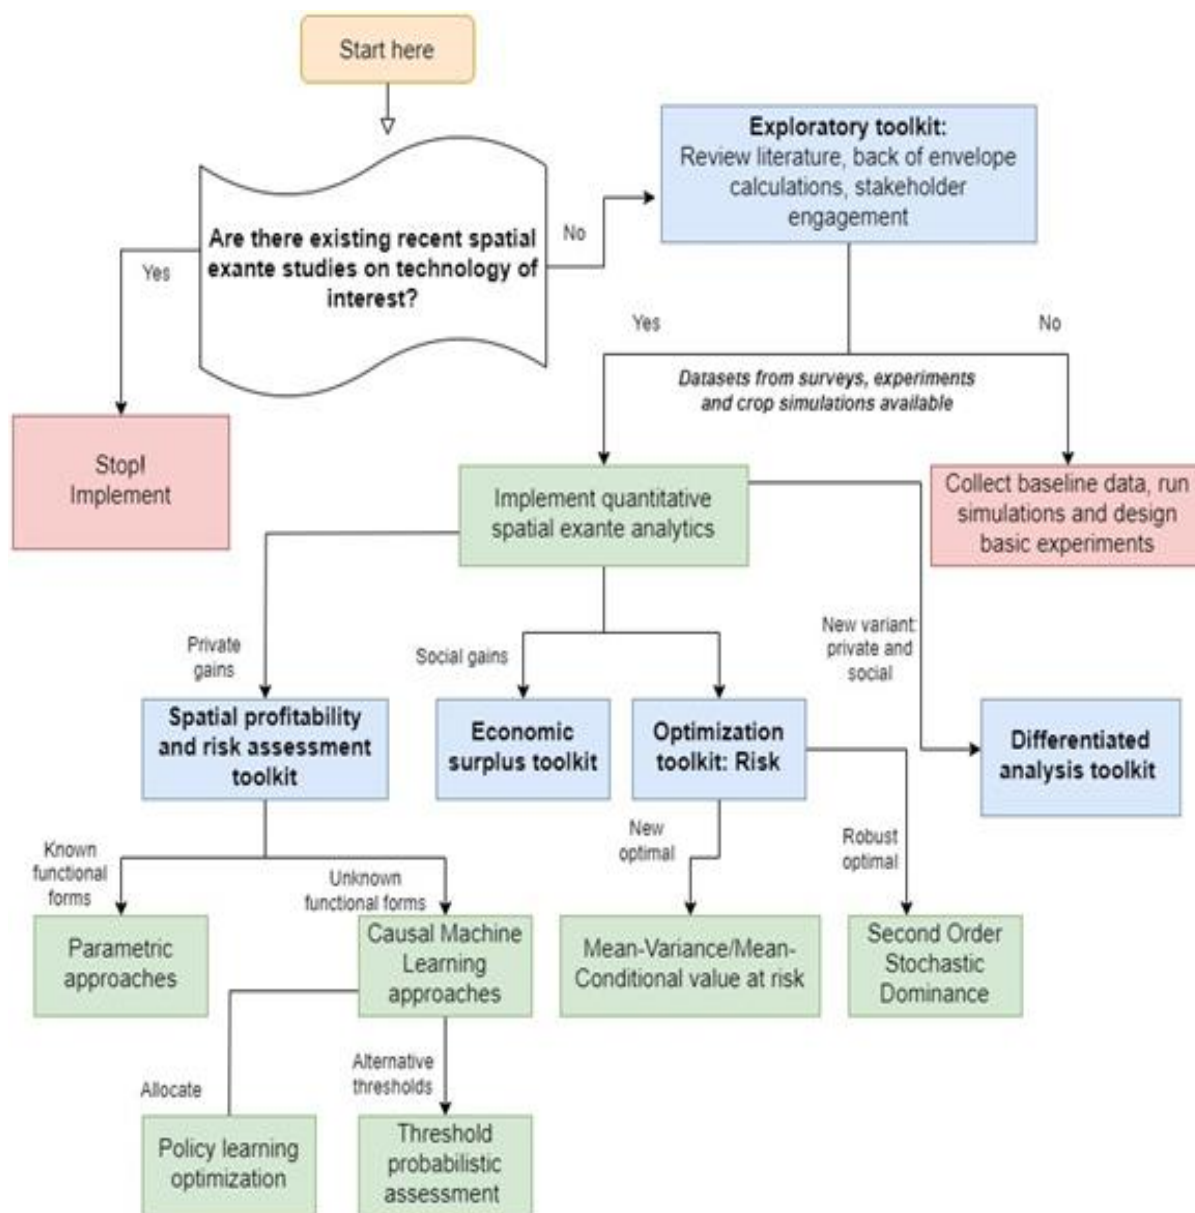 Start here
Exploratory toolkit:
Review literature, back of envelope
calculations, stakeholder
engagement
Are there existing recent spatial
exante studies on technology of
interest?
No
Yes
Yes
No
Datasets from surveys, experiments
and crop simulations available
Stop!
Implement
Implement quantitative
spatial exante analytics
Collect baseline data, run
simulations and design
basic experiments
Private
gains
Social gains
New variant:
private and
social
Spatial profitability
and risk assessment
toolkit
Economic
surplus toolkit
Optimization
toolkit: Risk
Differentiated
analysis toolkit
Known
functional
forms
Unknown
functional forms
New
optimal
Robust
optimal
Parametric
approaches
Causal Machine
Learning
approaches
Mean-Variance/Mean-
Conditional value at risk
Second Order
Stochastic
Dominance
Allocate
Alternative
thresholds
Policy learning
optimization
Threshold
probabilistic
assessment